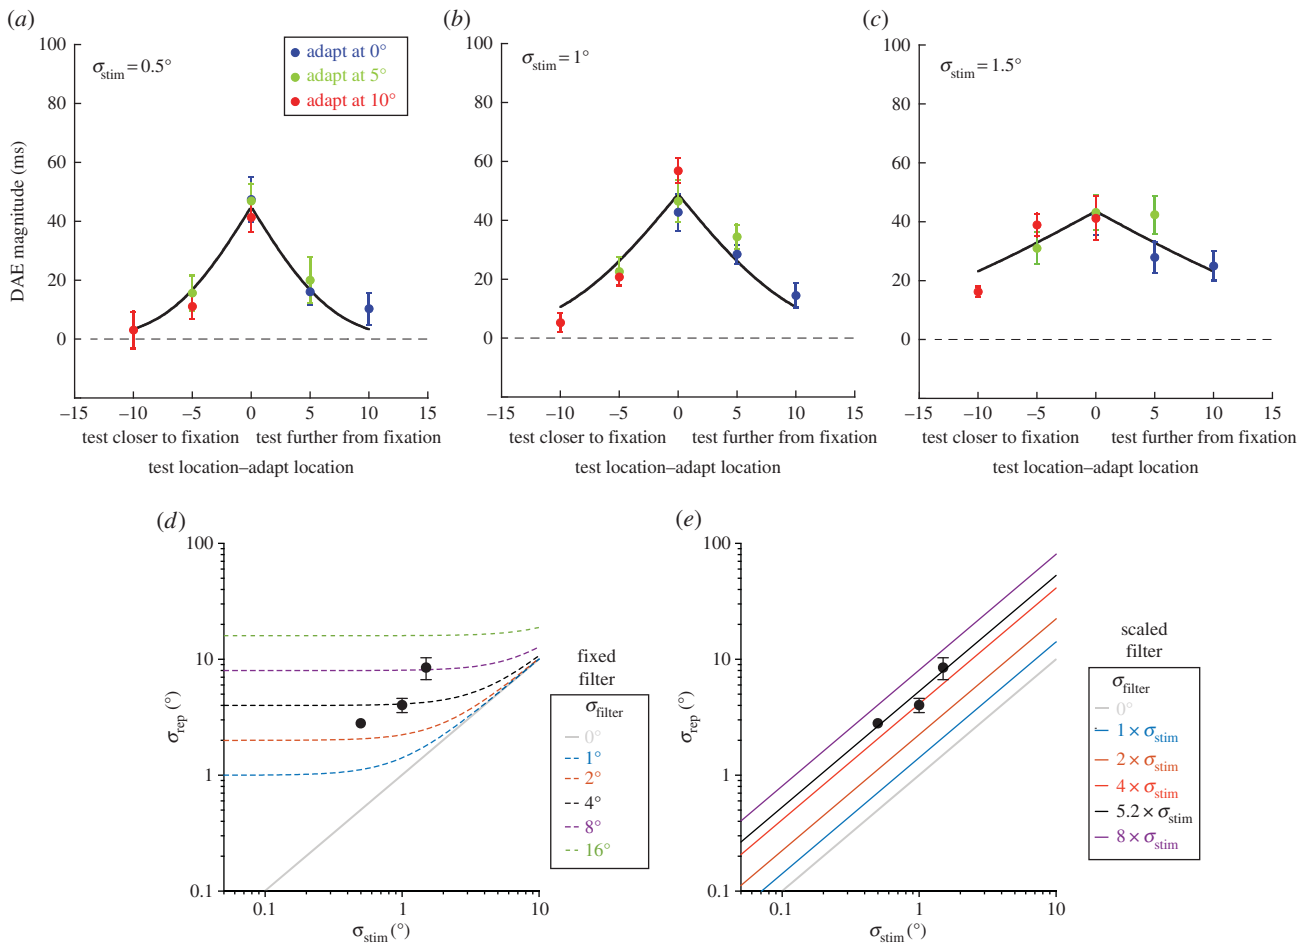 (a)
σstim = 0.5°
adapt at 0°
adapt at 5°
adapt at 10°
DAE magnitude (ms)
100
80
60
40
20
0
–15 –10 –5 0 5 10 15
test closer to fixation test further from fixation
test location–adapt location
(b)
σstim = 1°
100
80
60
40
20
0
–15 –10 –5 0 5 10 15
test closer to fixation test further from fixation
test location–adapt location
(c)
σstim = 1.5°
100
80
60
40
20
0
–15 –10 –5 0 5 10 15
test closer to fixation test further from fixation
test location–adapt location
(d)
σrep (°)
100
10
1
0.1
0.1 1 10
σstim (°)
fixed
filter
σfilter
0°
1°
2°
4°
8°
16°
(e)
σrep (°)
100
10
1
0.1
0.1 1 10
σstim (°)
scaled
filter
σfilter
0°
1 × σstim
2 × σstim
4 × σstim
5.2 × σstim
8 × σstim